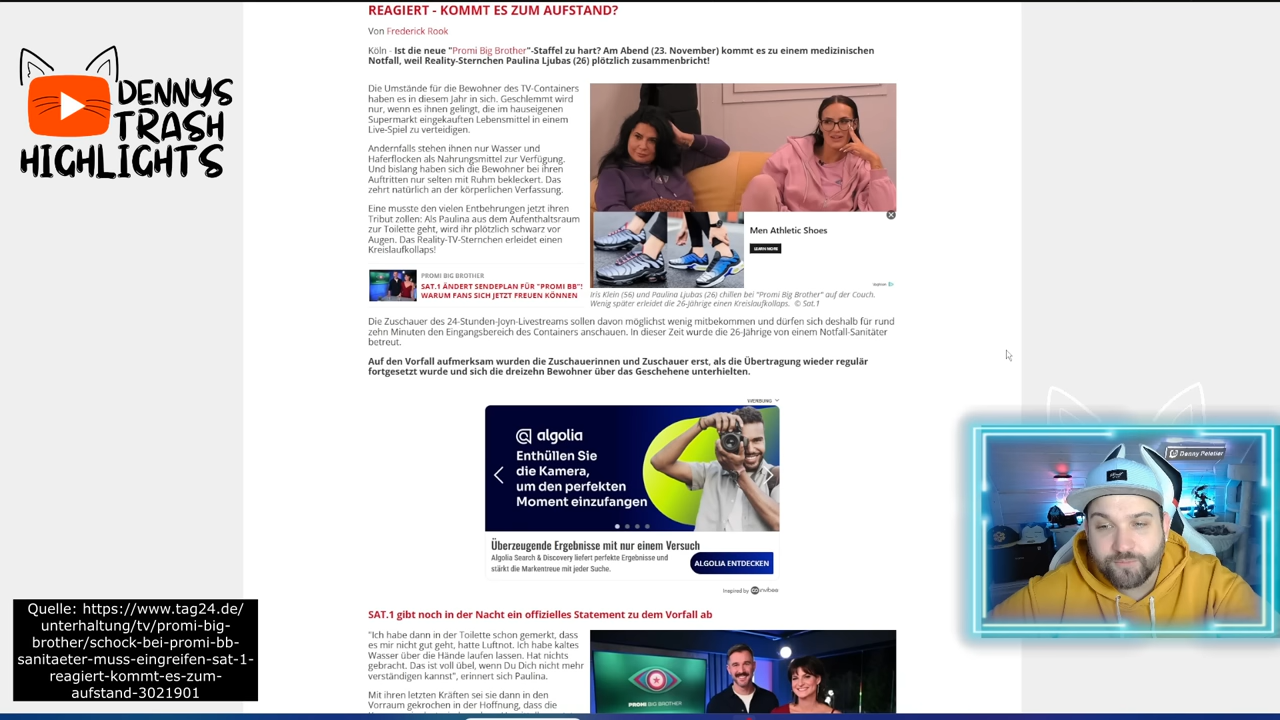 REAGIERT - KOMMT ES ZUM AUFSTAND?
Von Frederick Rook
Köln - Ist die neue "Promi Big Brother"-Staffel zu hart? Am Abend (23. November) kommt es zu einem medizinischen
Notfall, weil Reality-Sternchen Paulina Ljubas (26) plötzlich zusammenbricht!
DENNYS
TRASH
HIGHLIGHTS
Die Umstände für die Bewohner des TV-Containers
haben es in diesem Jahr in sich. Geschlemmt wird
nur, wenn es ihnen gelingt, die im hauseigenen
Supermarkt eingekauften Lebensmittel in einem
Live-Spiel zu verteidigen.
Andernfalls stehen ihnen nur Wasser und
Haferflocken als Nahrungsmittel zur Verfügung.
Und bislang haben sich die Bewohner bei ihren
Auftritten nur selten mit Ruhm bekleckert. Das
zehrt natürlich an der körperlichen Verfassung.
Eine musste den vielen Entbehrungen jetzt ihren
Tribut zollen: Als Paulina aus dem Aufenthaltsraum
zur Toilette geht, wird ihr plötzlich schwarz vor
Augen. Das Reality-TV-Sternchen erleidet einen
Kreislaufkollaps!
Men Athletic Shoes
LEARN MORE
PROMI BIG BROTHER
SAT.1 ÄNDERT SENDEPLAN FÜR "PROMI BB"!
WARUM FANS SICH JETZT FREUEN KÖNNEN
Iris Klein (56) und Paulina Ljubas (26) chillen bei "Promi Big Brother" auf der Couch.
Wenig später erleidet die 26-Jährige einen Kreislaufkollaps. © Sat.1
Die Zuschauer des 24-Stunden-Joyn-Livestreams sollen davon möglichst wenig mitbekommen und dürfen sich deshalb für rund
zehn Minuten den Eingangsbereich des Containers anschauen. In dieser Zeit wurde die 26-Jährige von einem Notfall-Sanitäter
betreut.
Auf den Vorfall aufmerksam wurden die Zuschauerinnen und Zuschauer erst, als die Übertragung wieder regulär
fortgesetzt wurde und sich die dreizehn Bewohner über das Geschehene unterhielten.
WERBUNG
algolia
Enthüllen Sie
die Kamera,
um den perfekten
Moment einzufangen
Überzeugende Ergebnisse mit nur einem Versuch
Algolia Search & Discovery liefert perfekte Ergebnisse und
stärkt die Markentreue mit jeder Suche.
ALGOLIA ENTDECKEN
Inspired by
Denny Peletier
SAT.1 gibt noch in der Nacht ein offizielles Statement zu dem Vorfall ab
"Ich habe dann in der Toilette schon gemerkt, dass
es mir nicht gut geht, hatte Luftnot. Ich habe kaltes
Wasser über die Hände laufen lassen. Hat nichts
gebracht. Das ist voll übel, wenn Du Dich nicht mehr
verständigen kannst", erinnert sich Paulina.
Mit ihren letzten Kräften sei sie dann in den
Vorraum gekrochen in der Hoffnung, dass die
PROMI BIG BROTHER
Quelle: https://www.tag24.de/
unterhaltung/tv/promi-big-
brother/schock-bei-promi-bb-
sanitaeter-muss-eingreifen-sat-1-
reagiert-kommt-es-zum-
aufstand-3021901